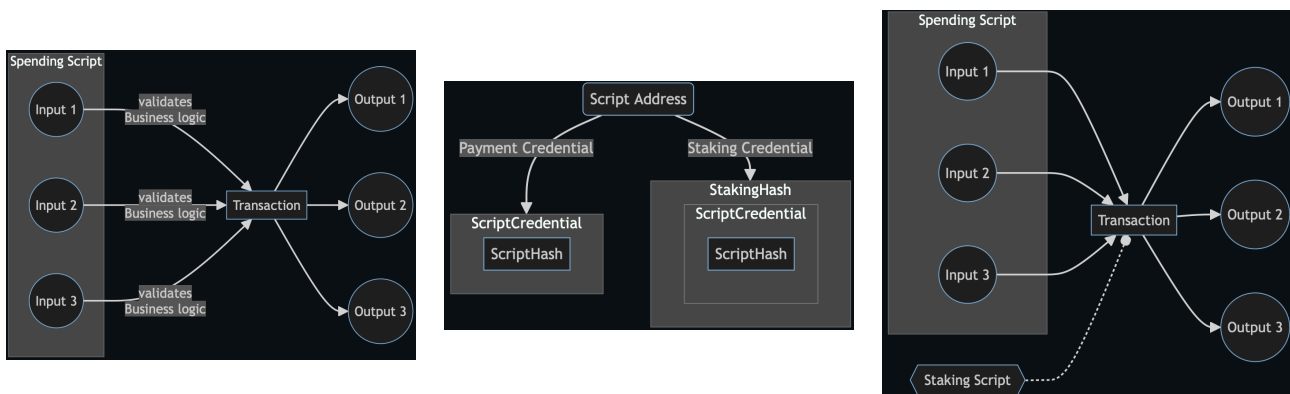 Spending Script
Input 1
validates
Business logic
Output 1
Input 2
validates
Business logic
Transaction
Output 2
Input 3
validates
Business logic
Output 3
Script Address
Payment Credential
Staking Credential
StakingHash
ScriptCredential
ScriptCredential
ScriptHash
ScriptHash
Spending Script
Input 1
Output 1
Input 2
Transaction
Output 2
Input 3
Output 3
Staking Script